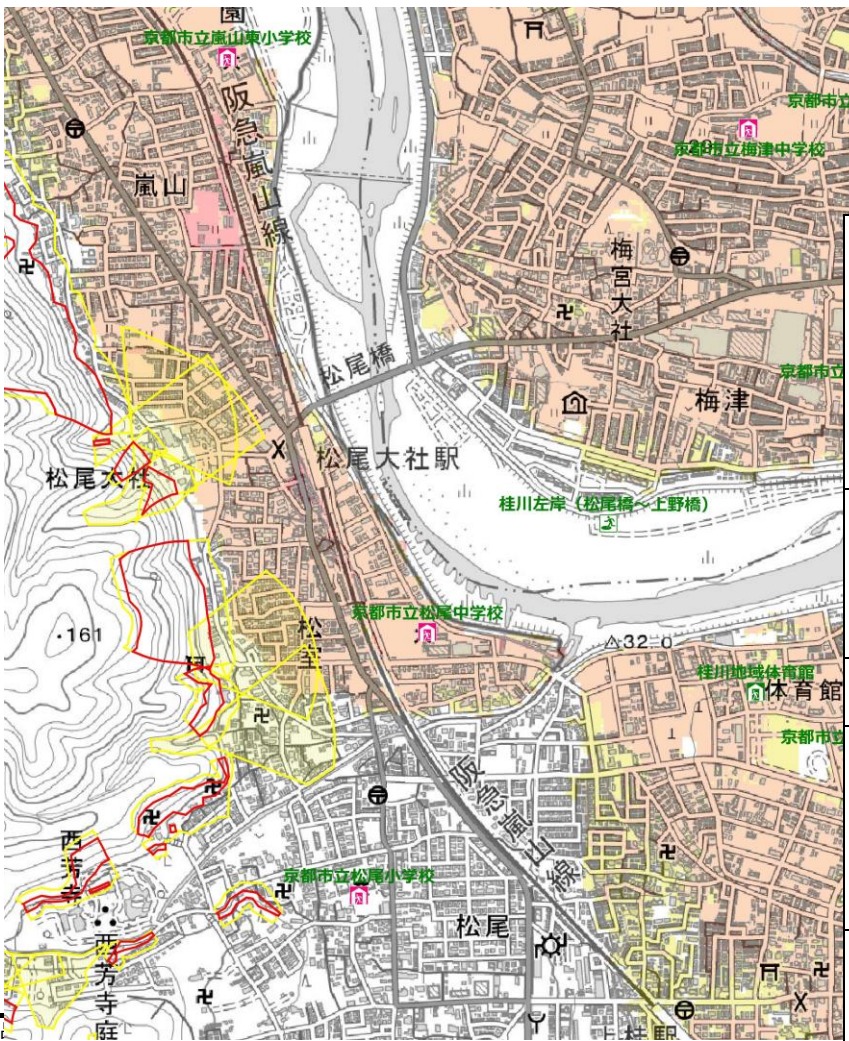 園
京都市立嵐山東小学校
阪急嵐山線
京都市立
京都市立梅津中学校
嵐山
梅宮大社
松尾橋
京都市立
梅津
松尾大社駅
松尾大社
桂川左岸（松尾橋～上野橋）
京都市立松尾中学校
・161
32.0
松室
桂川地域体育館
体育館
京都市立
阪急嵐山線
西芳寺
京都市立松尾小学校
松尾
西芳寺庭
上桂駅